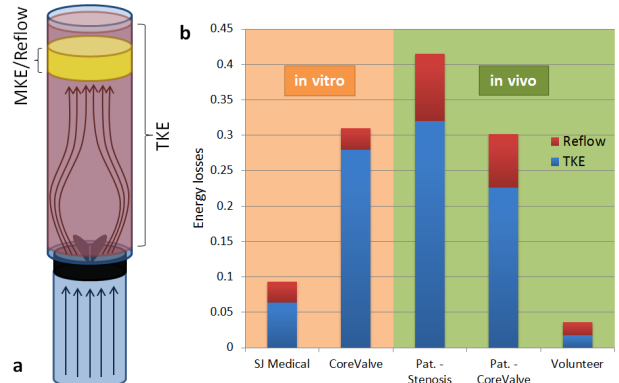 MKE/Reflow
TKE
a
b
0.45
0.4
0.35
0.3
0.25
0.2
0.15
0.1
0.05
0
Energy losses
in vitro
in vivo
Reflow
TKE
SJ Medical
CoreValve
Pat. -
Stenosis
Pat. -
CoreValve
Volunteer